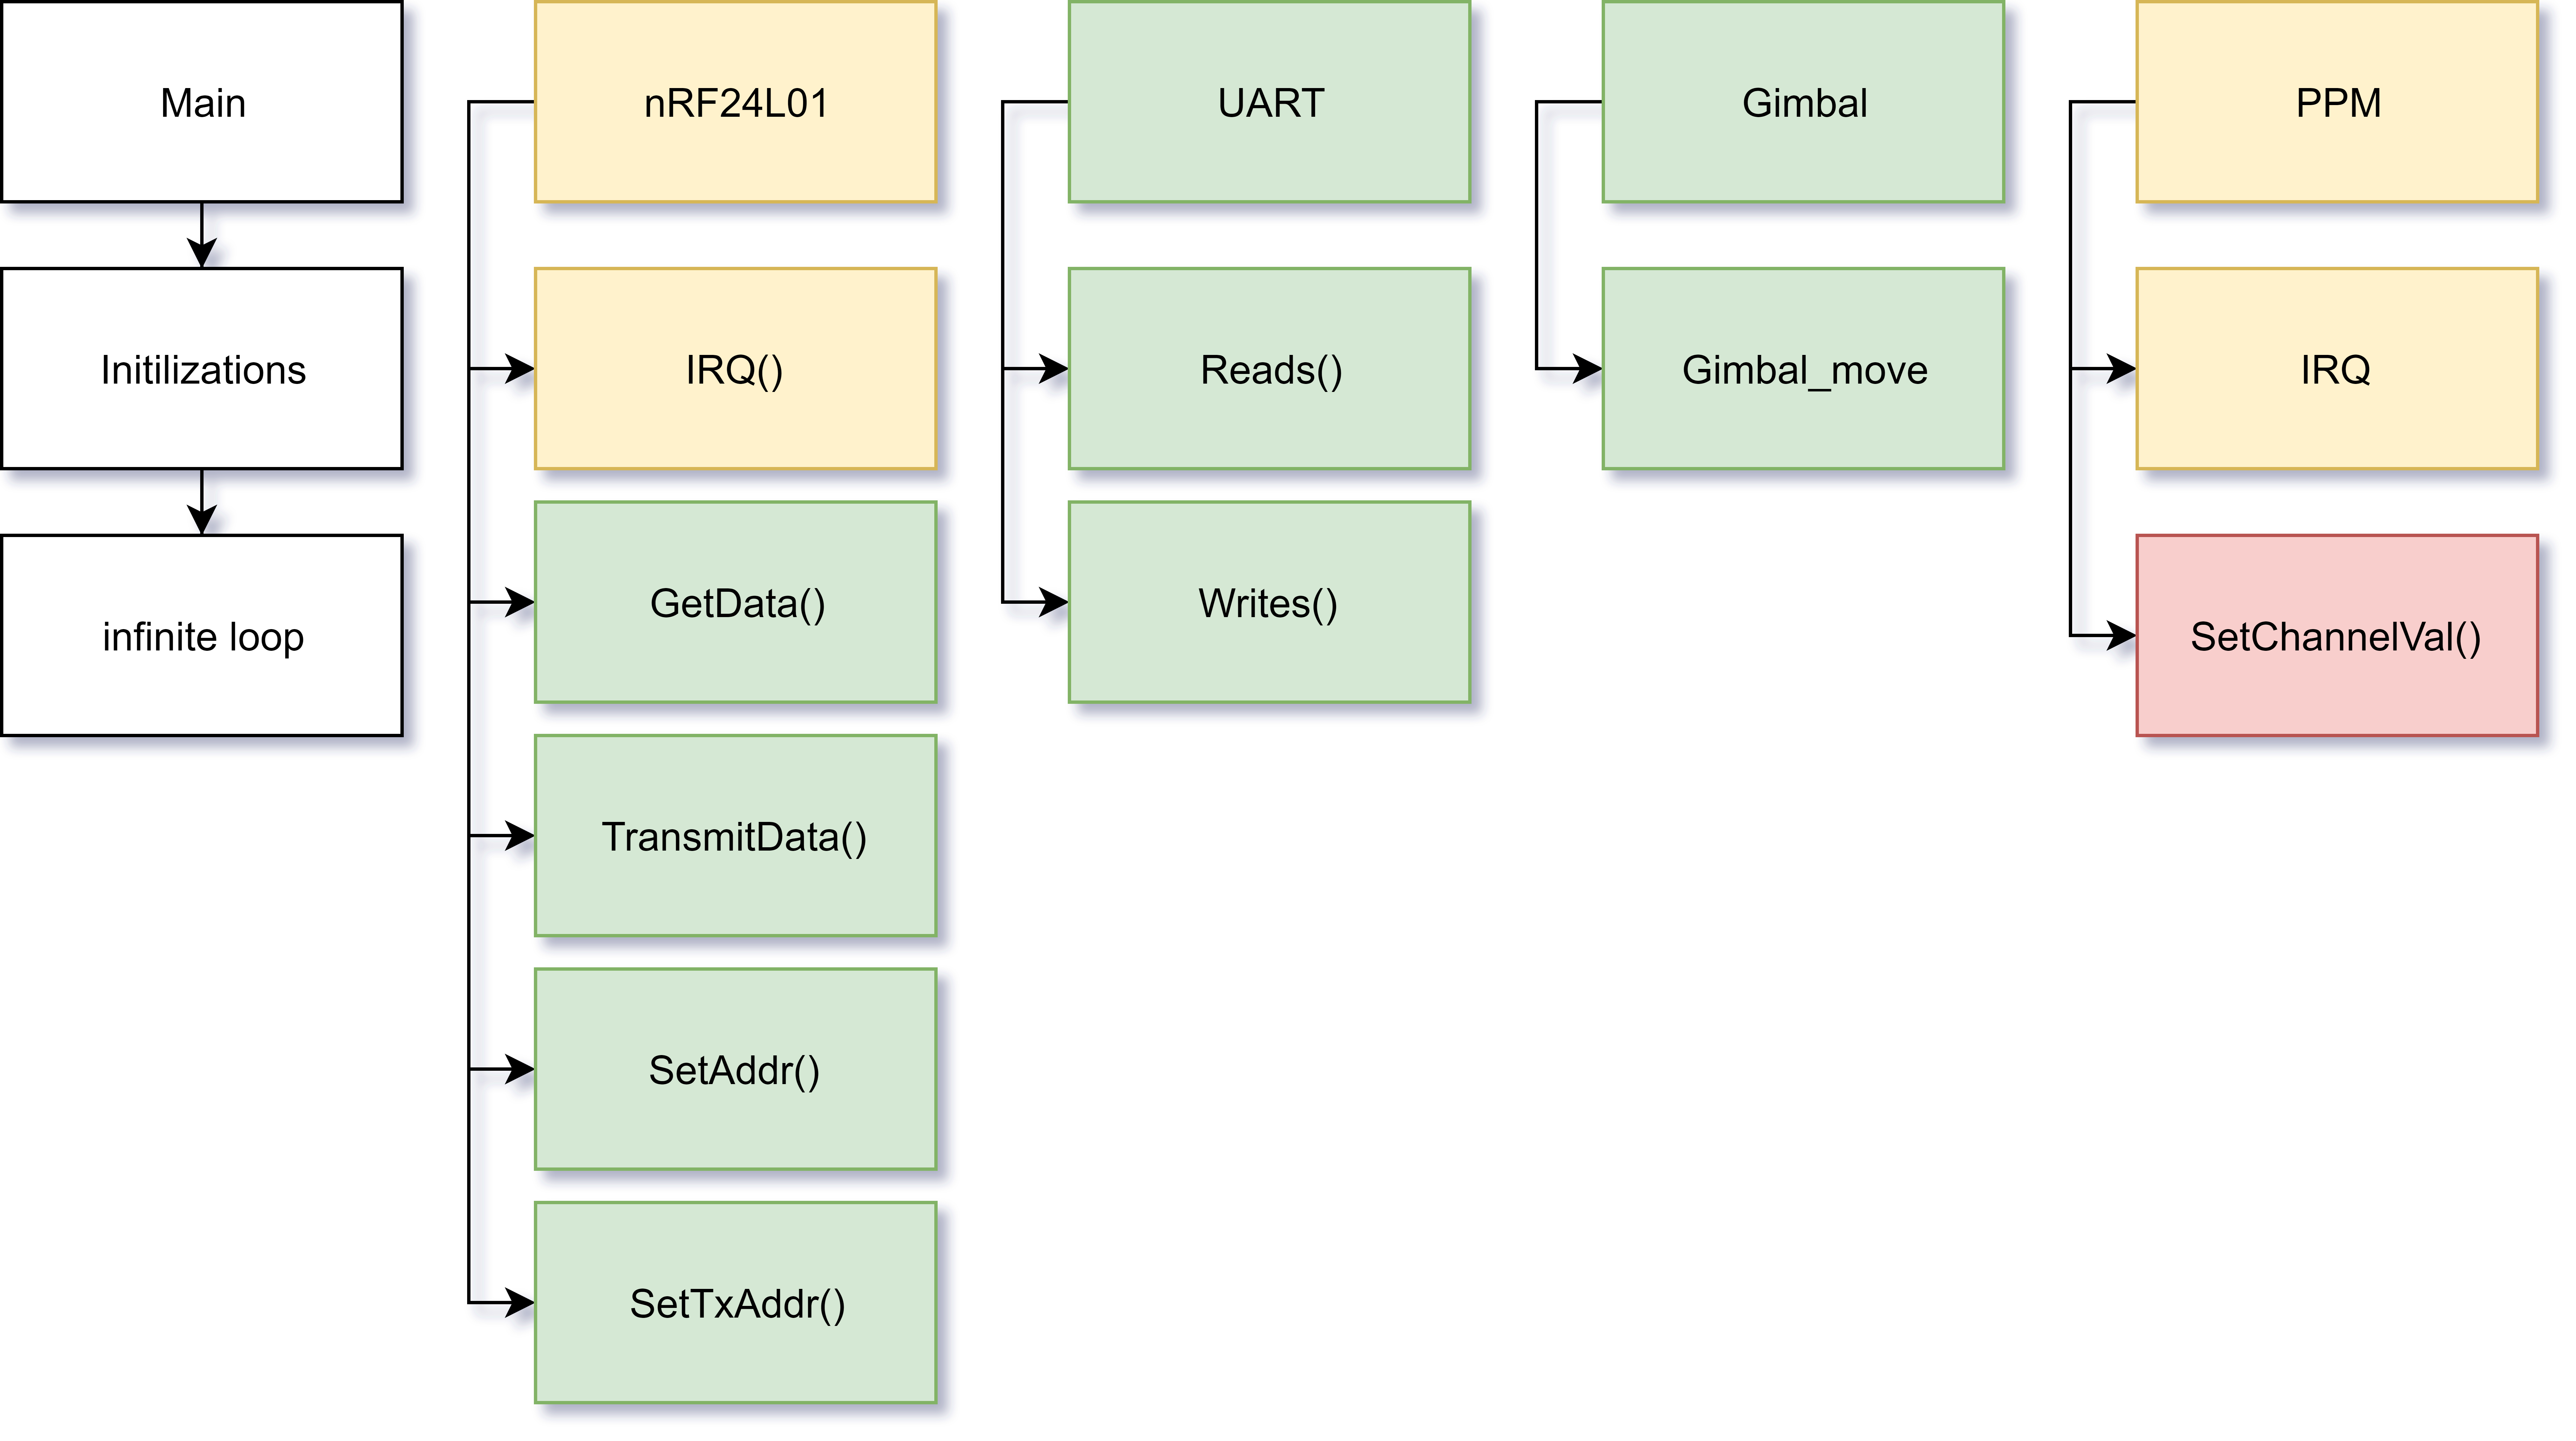 Main
Initilizations
infinite loop
nRF24L01
IRQ()
GetData()
TransmitData()
SetAddr()
SetTxAddr()
UART
Reads()
Writes()
Gimbal
Gimbal_move
PPM
IRQ
SetChannelVal()